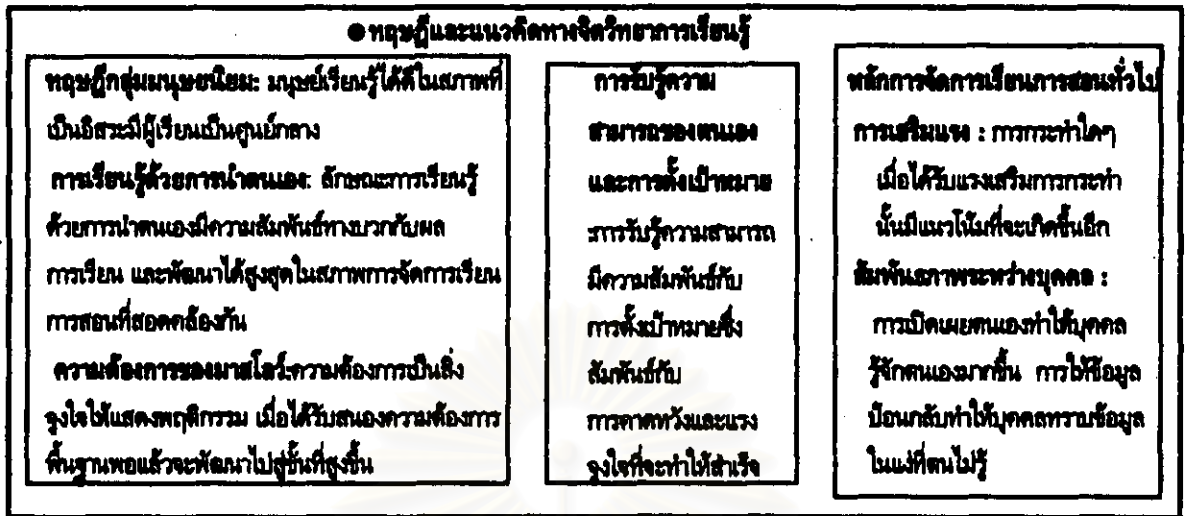 ● ทฤษฎีและแนวคิดทางจิตวิทยาการเรียนรู้
ทฤษฎีกลุ่มมนุษยนิยม: มนุษย์เรียนรู้ได้ดีในสภาพที่
เป็นอิสระมีผู้เรียนเป็นศูนย์กลาง
การเรียนรู้ด้วยการนำตนเอง: ลักษณะการเรียนรู้
ด้วยการนำตนเองมีความสัมพันธ์ทางบวกกับผล
การเรียน และพัฒนาได้สูงสุดในสภาพการจัดการเรียน
การสอนที่สอดคล้องกัน
ความต้องการของมาสโลว์:ความต้องการเป็นสิ่ง
จูงใจให้แสดงพฤติกรรม เมื่อได้รับสนองความต้องการ
พื้นฐานพอแล้วจะพัฒนาไปสู่ขั้นที่สูงขึ้น
การรับรู้ความ
สามารถของตนเอง
และการตั้งเป้าหมาย
:การรับรู้ความสามารถ
มีความสัมพันธ์กับ
การตั้งเป้าหมายซึ่ง
สัมพันธ์กับ
การคาดหวังและแรง
จูงใจที่จะทำให้สำเร็จ
หลักการจัดการเรียนการสอนทั่วไป
การเสริมแรง : การกระทำใดๆ
เมื่อได้รับแรงเสริมการกระทำ
นั้นมีแนวโน้มที่จะเกิดขึ้นอีก
สัมพันธภาพระหว่างบุคคล :
การเปิดเผยตนเองทำให้บุคคล
รู้จักตนเองมากขึ้น การให้ข้อมูล
ป้อนกลับทำให้บุคคลทราบข้อมูล
ในแง่ที่ตนไม่รู้